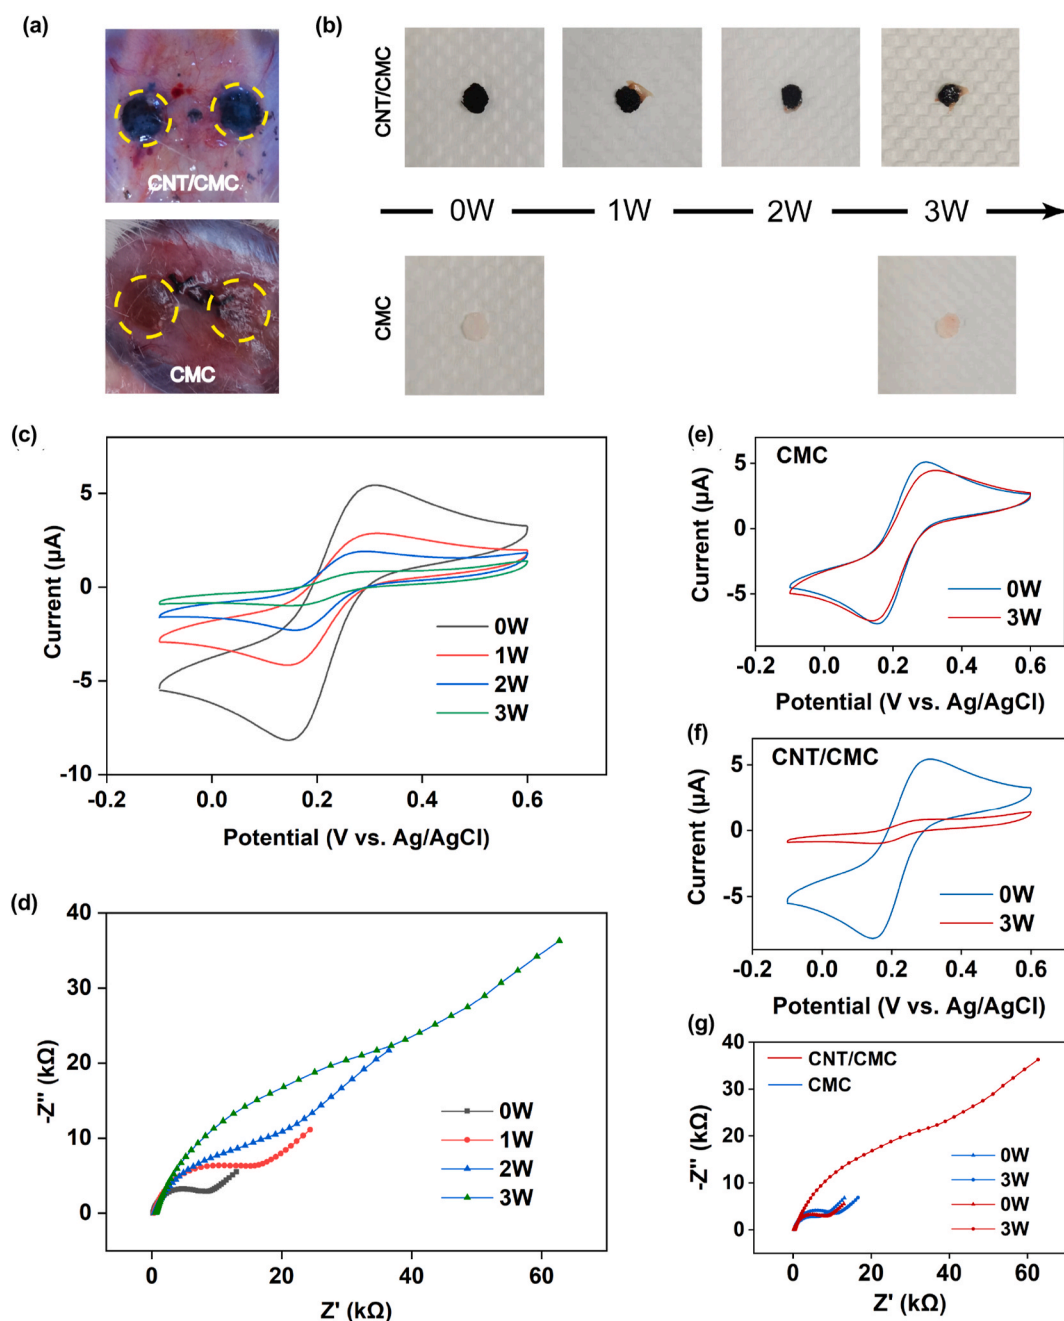 (a)
CNT/CMC
CMC
(b)
CNT/CMC
0W 1W 2W 3W
CMC
(c)
Current (µA)
5
0
-5
-10
-0.2 0.0 0.2 0.4 0.6
Potential (V vs. Ag/AgCl)
0W
1W
2W
3W
(d)
-Z" (kΩ)
40
30
20
10
0
0 20 40 60
Z' (kΩ)
0W
1W
2W
3W
(e)
CMC
Current (µA)
5
0
-5
-0.2 0.0 0.2 0.4 0.6
Potential (V vs. Ag/AgCl)
0W
3W
(f)
CNT/CMC
Current (µA)
5
0
-5
-0.2 0.0 0.2 0.4 0.6
Potential (V vs. Ag/AgCl)
0W
3W
(g)
-Z" (kΩ)
40
30
20
10
0
0 10 20 30 40 50 60
Z' (kΩ)
CNT/CMC
CMC
0W
3W
0W
3W